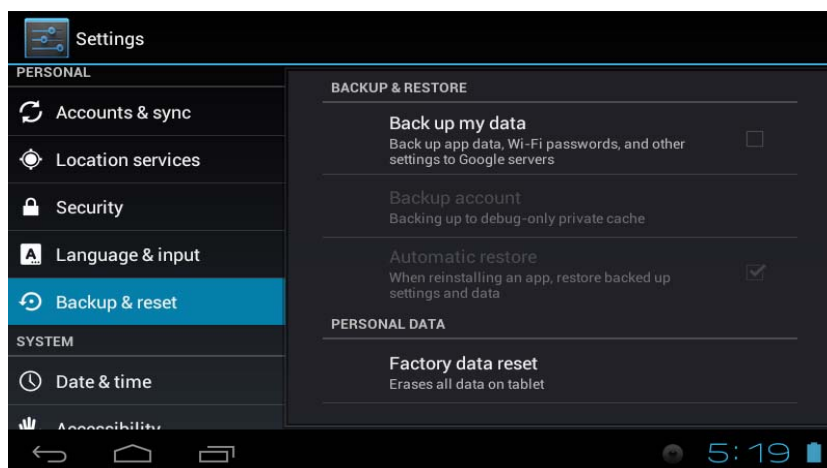 Settings
PERSONAL
Accounts & sync
Location services
Security
Language & input
Backup & reset
SYSTEM
Date & time
Accessibility
BACKUP & RESTORE
Back up my data
Back up app data, Wi-Fi passwords, and other
settings to Google servers
Backup account
Backing up to debug-only private cache
Automatic restore
When reinstalling an app, restore backed up
settings and data
PERSONAL DATA
Factory data reset
Erases all data on tablet
5:19